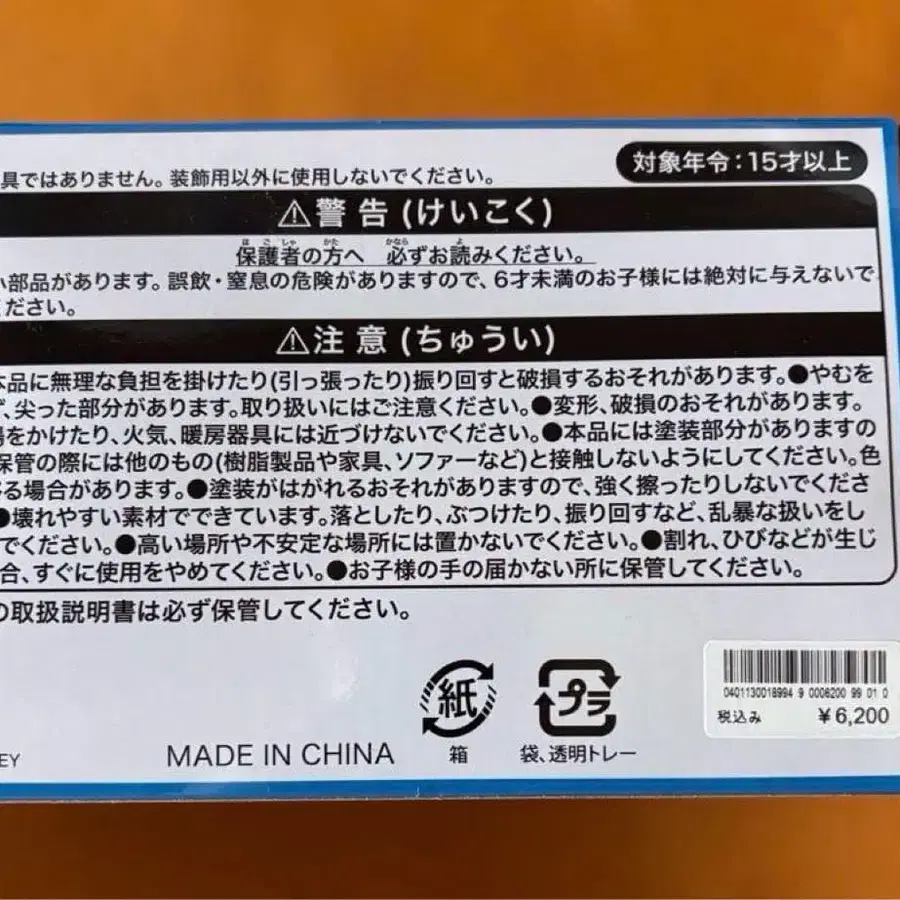 対象年令：15才以上
具ではありません。装飾用以外に使用しないでください。
⚠警告(けいこく)
保護者の方へ 必ずお読みください。
部品があります。誤飲・窒息の危険がありますので、6才未満のお子様には絶対に与えないで
ださい。
⚠注意(ちゅうい)
本品に無理な負担を掛けたり(引っ張ったり)振り回すと破損するおそれがあります。●やむを
ず、尖った部分があります。取り扱いにはご注意ください。●変形、破損のおそれがあります。
湯をかけたり、火気、暖房器具には近づけないでください。●本品には塗装部分がありますの
保管の際には他のもの(樹脂製品や家具、ソファーなど)と接触しないようにしてください。色
る場合があります。●塗装がはがれるおそれがありますので、強く擦ったりしないでくださ
●壊れやすい素材でできています。落としたり、ぶつけたり、振り回すなど、乱暴な扱いをし
でください。●高い場所や不安定な場所には置かないでください。●割れ、ひびなどが生じ
合、すぐに使用をやめてください。●お子様の手の届かない所に保管してください。
の取扱説明書は必ず保管してください。
紙
箱
プラ
袋、透明トレー
0401130018994 9 0006200 99 01 0
税込み ¥6,200
EY
MADE IN CHINA